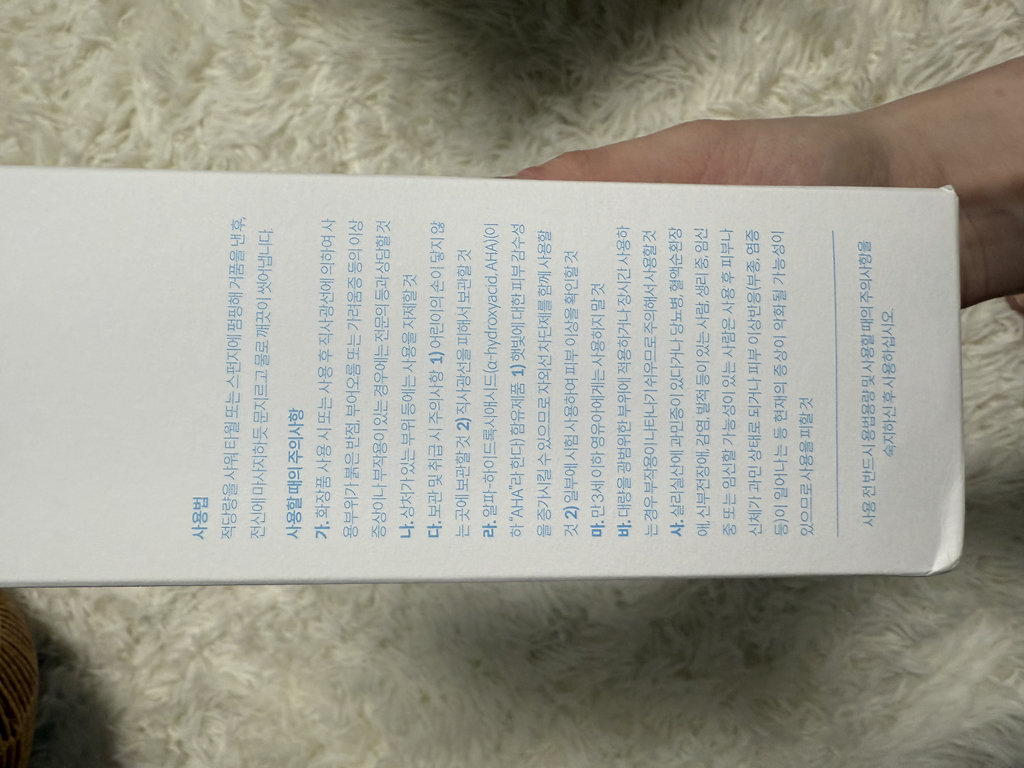 사용법
적당량을 샤워 타월 또는 스펀지에 펌핑해 거품을 낸 후,
전신에 마사지하듯 문지르고 물로 깨끗이 씻어냅니다.
사용할 때의 주의사항
가. 화장품 사용 시 또는 사용 후 직사광선에 의하여 사
용부위가 붉은 반점, 부어오름 또는 가려움증 등의 이상
증상이나 부작용이 있는 경우에는 전문의 등과 상담할 것
나. 상처가 있는 부위 등에는 사용을 자제할 것
다. 보관 및 취급 시 주의사항 1) 어린이의 손이 닿지 않
는 곳에 보관할 것 2) 직사광선을 피해서 보관할 것
라. 알파-하이드록시애시드(α-hydroxyacid, AHA)(이
하 "AHA"라 한다) 함유제품 1) 햇빛에 대한 피부 감수성
을 증가시킬 수 있으므로 자외선 차단제를 함께 사용할
것 2) 일부에 시험 사용하여 피부 이상을 확인할 것
마. 만 3세 이하 영유아에게는 사용하지 말 것
바. 대량을 광범위한 부위에 적용하거나 장시간 사용하
는 경우 부작용이 나타나기 쉬우므로 주의해서 사용할 것
사. 살리실산에 과민증이 있다거나 당뇨병, 혈액순환장
애, 신부전장애, 감염, 발적 등이 있는 사람, 생리 중, 임신
중 또는 임신할 가능성이 있는 사람은 사용 후 피부나
신체가 과민 상태로 되거나 피부 이상반응(부종, 염증
등)이 일어나는 등 현재의 증상이 악화될 가능성이
있으므로 사용을 피할 것
사용 전 반드시 용법용량 및 사용할 때의 주의사항을
숙지하신 후 사용하십시오.